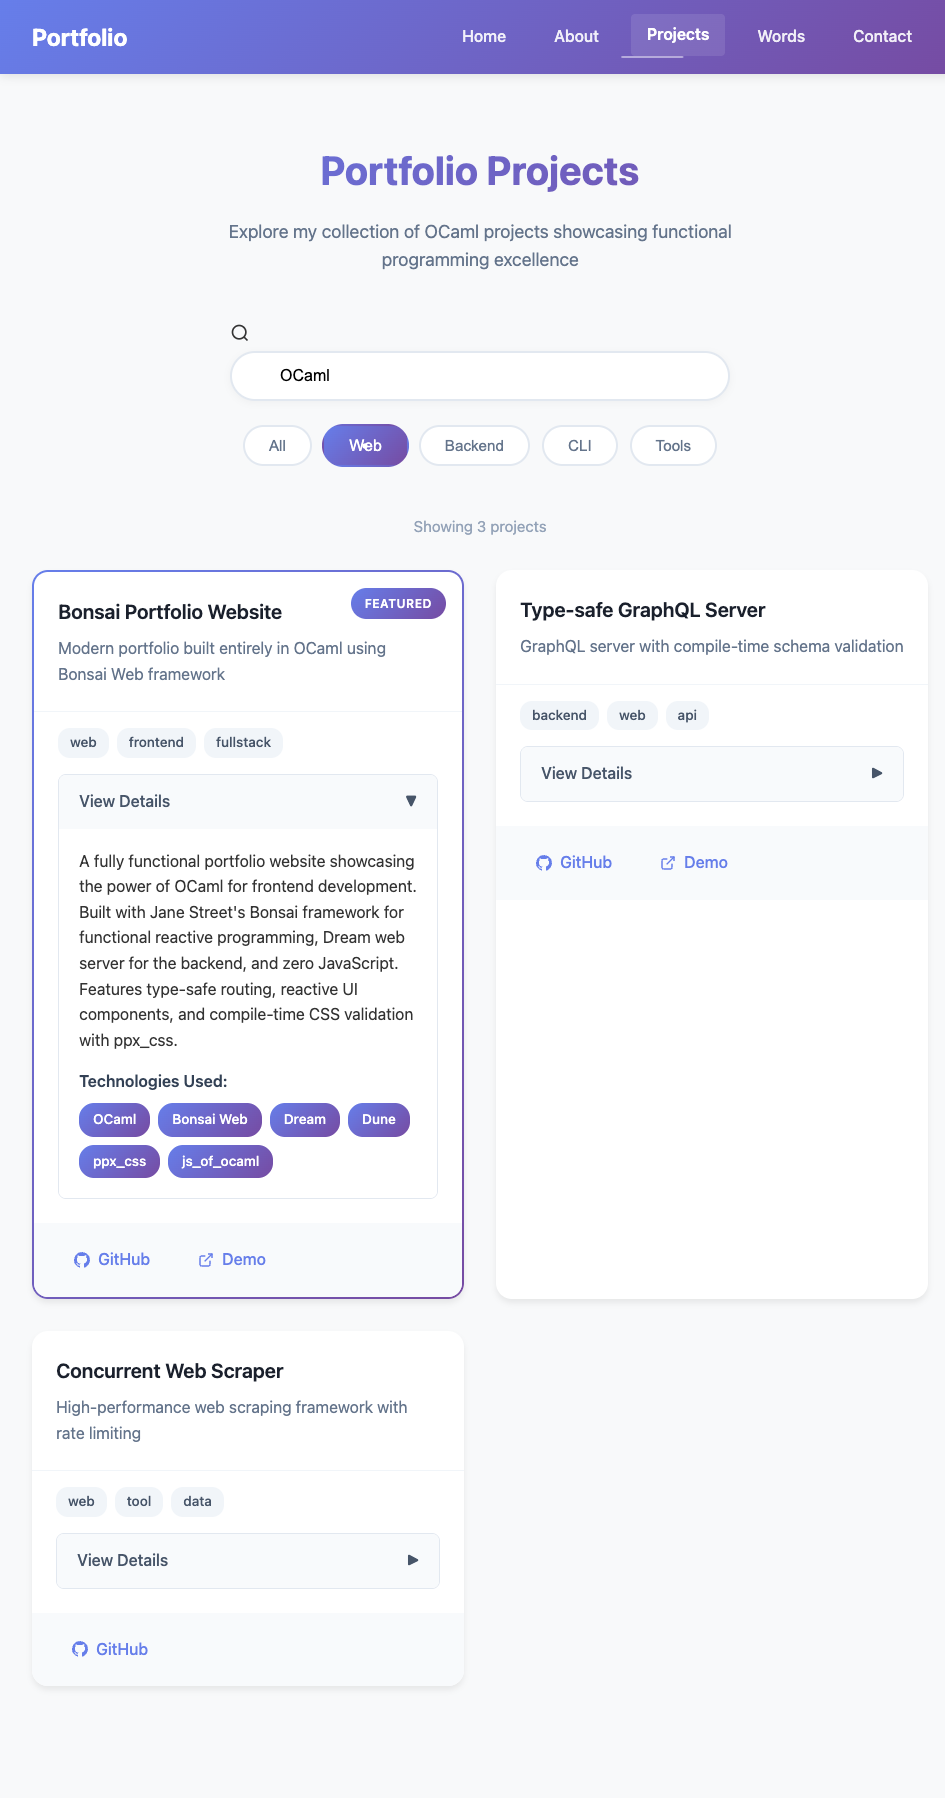 Portfolio
Home
About
Projects
Words
Contact
Portfolio Projects
Explore my collection of OCaml projects showcasing functional
programming excellence
OCaml
All
Web
Backend
CLI
Tools
Showing 3 projects
Bonsai Portfolio Website
FEATURED
Modern portfolio built entirely in OCaml using
Bonsai Web framework
web
frontend
fullstack
View Details
A fully functional portfolio website showcasing
the power of OCaml for frontend development.
Built with Jane Street's Bonsai framework for
functional reactive programming, Dream web
server for the backend, and zero JavaScript.
Features type-safe routing, reactive UI
components, and compile-time CSS validation
with ppx_css.
Technologies Used:
OCaml
Bonsai Web
Dream
Dune
ppx_css
js_of_ocaml
GitHub
Demo
Type-safe GraphQL Server
GraphQL server with compile-time schema validation
backend
web
api
View Details
GitHub
Demo
Concurrent Web Scraper
High-performance web scraping framework with
rate limiting
web
tool
data
View Details
GitHub